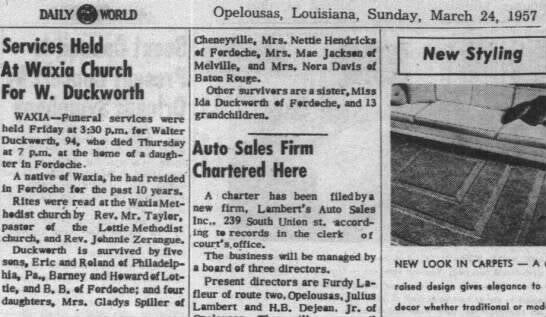 DAILY WORLD
Opelousas, Louisiana, Sunday, March 24, 1957
Services Held
At Waxia Church
For W. Duckworth
WAXIA—Funeral services were
held Friday at 3:30 p.m. for Walter
Duckworth, 94, who died Thursday
at 7 p.m. at the home of a daugh-
ter in Fordoche.
A native of Waxia, he had resided
in Fordoche for the past 10 years.
Rites were read at the Waxia Met-
hodist church by Rev. Mr. Taylor,
pastor of the Lottie Methodist
church, and Rev. Johnnie Zerangue.
Duckworth is survived by five
sons, Eric and Roland of Philadelp-
hia, Pa., Barney and Howard of Lot-
tie, and B. B. of Fordoche; and four
daughters, Mrs. Gladys Spiller of
Cheneyville, Mrs. Nettie Hendricks
of Fordoche, Mrs. Mae Jackson of
Melville, and Mrs. Nora Davis of
Baton Rouge.
Other survivors are a sister, Miss
Ida Duckworth of Fordoche, and 13
grandchildren.
Auto Sales Firm
Chartered Here
A charter has been filed by a
new firm, Lambert's Auto Sales
Inc., 239 South Union st. accord-
ing to records in the clerk of
court's office.
The business will be managed by
a board of three directors.
Present directors are Furdy La-
fleur of route two, Opelousas, Julius
Lambert and H.B. Dejean, Jr. of
New Styling
NEW LOOK IN CARPETS — A
raised design gives elegance to
decor whether traditional or mod